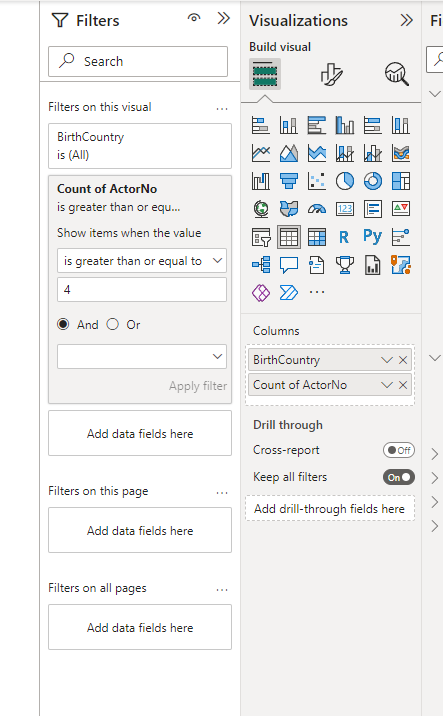 Filters
Search
Filters on this visual
...
BirthCountry
is (All)
Count of ActorNo
is greater than or equ...
Show items when the value
is greater than or equal to
4
And
Or
Apply filter
Add data fields here
Filters on this page
...
Add data fields here
Filters on all pages
...
Add data fields here
Visualizations
Build visual
123
R
Py
...
Columns
BirthCountry
Count of ActorNo
Drill through
Cross-report
Off
Keep all filters
On
Add drill-through fields here
Fi